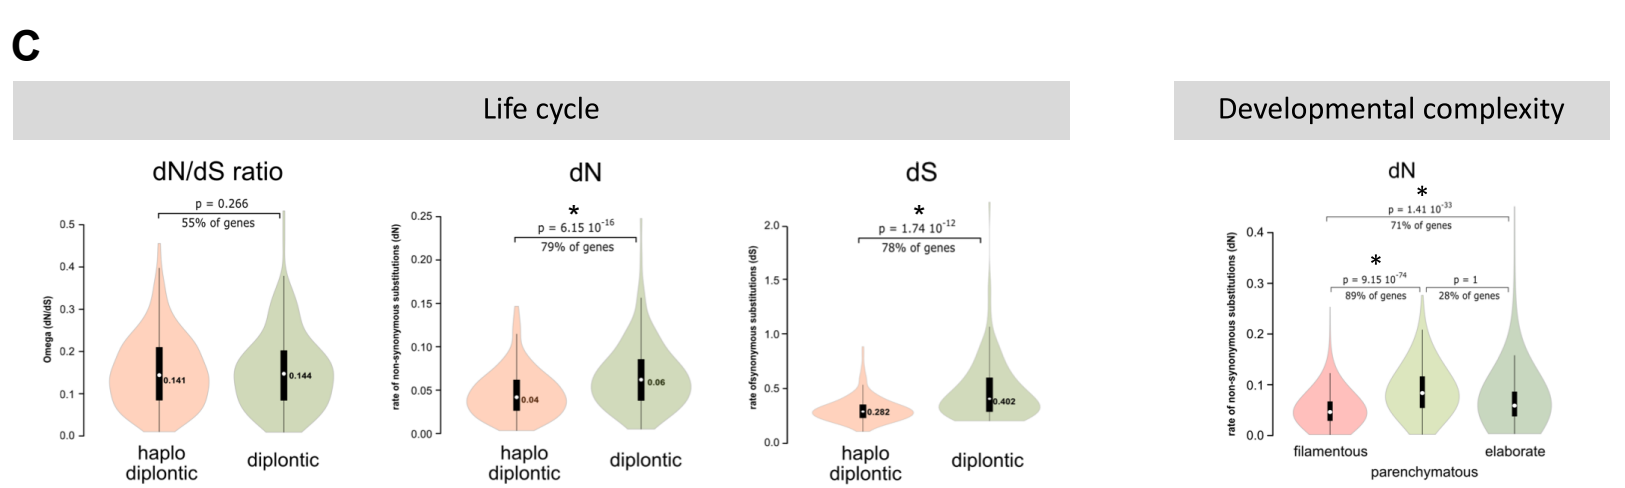 C
Life cycle
Developmental complexity
dN/dS ratio
p = 0.266
55% of genes
Omega (dN/dS)
0.5
0.4
0.3
0.2
0.1
0.0
0.141
0.144
haplo
diplontic
diplontic
dN
*
p = 6.15 10-16
79% of genes
rate of non-synonymous substitutions (dN)
0.25
0.20
0.15
0.10
0.05
0.00
0.04
0.06
haplo
diplontic
diplontic
dS
*
p = 1.74 10-12
78% of genes
rate ofsynonymous substitutions (dS)
2.0
1.5
1.0
0.5
0.0
0.282
0.402
haplo
diplontic
diplontic
dN
*
p = 1.41 10-33
71% of genes
*
p = 9.15 10-74
89% of genes
p = 1
28% of genes
rate of non-synonymous substitutions (dN)
0.4
0.3
0.2
0.1
0.0
filamentous
elaborate
parenchymatous